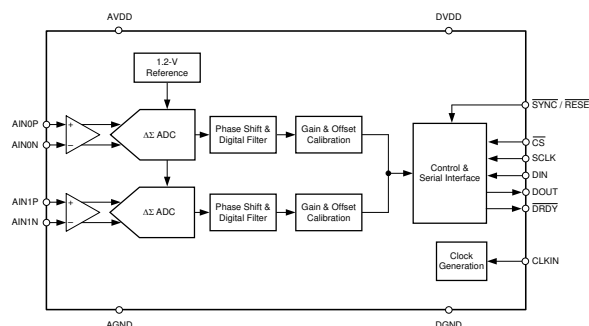 AVDD
DVDD
1.2-V
Reference
SYNC / RESE
AIN0P
+
ΔΣ ADC
Phase Shift &
Digital Filter
Gain & Offset
Calibration
AIN0N
−
CS
SCLK
Control &
Serial Interface
DIN
DOUT
DRDY
AIN1P
+
ΔΣ ADC
Phase Shift &
Digital Filter
Gain & Offset
Calibration
AIN1N
−
Clock
Generation
CLKIN
AGND
DGND